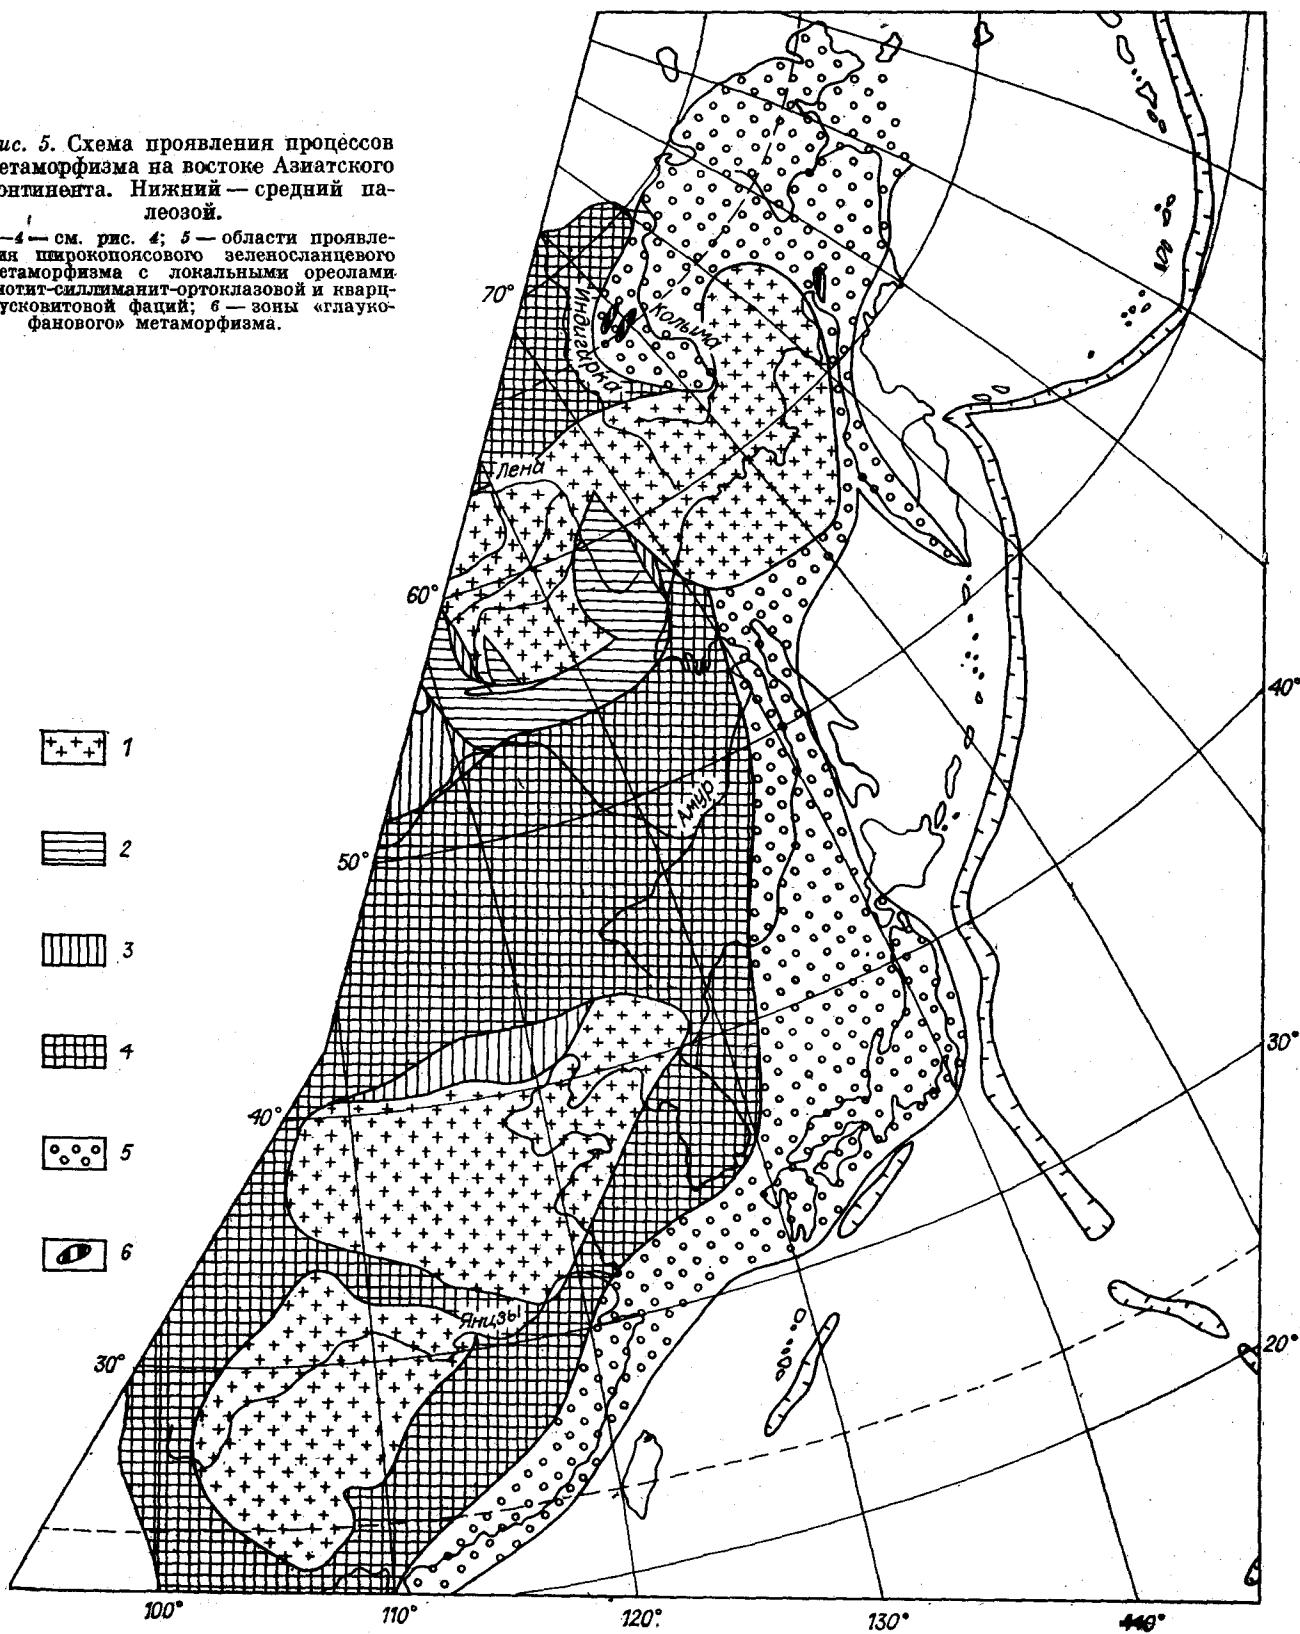 ис. 5. Схема проявления процессов
етаморфизма на востоке Азиатского
онтинента. Нижний — средний па-
леозой.
—4 — см. рис. 4; 5 — области проявле-
ия широкопоясового зеленосланцевого
етаморфизма с локальными ореолами
иотит-силлиманит-ортоклазовой и кварц-
усковитовой фаций; 6 — зоны «глауко-
фанового» метаморфизма.
70°
Индигирка
Колыма
Лена
60°
40°
1
Амур
2
50°
3
30°
4
40°
5
6
Янцзы
20°
30°
100°
110°
120°
130°
140°